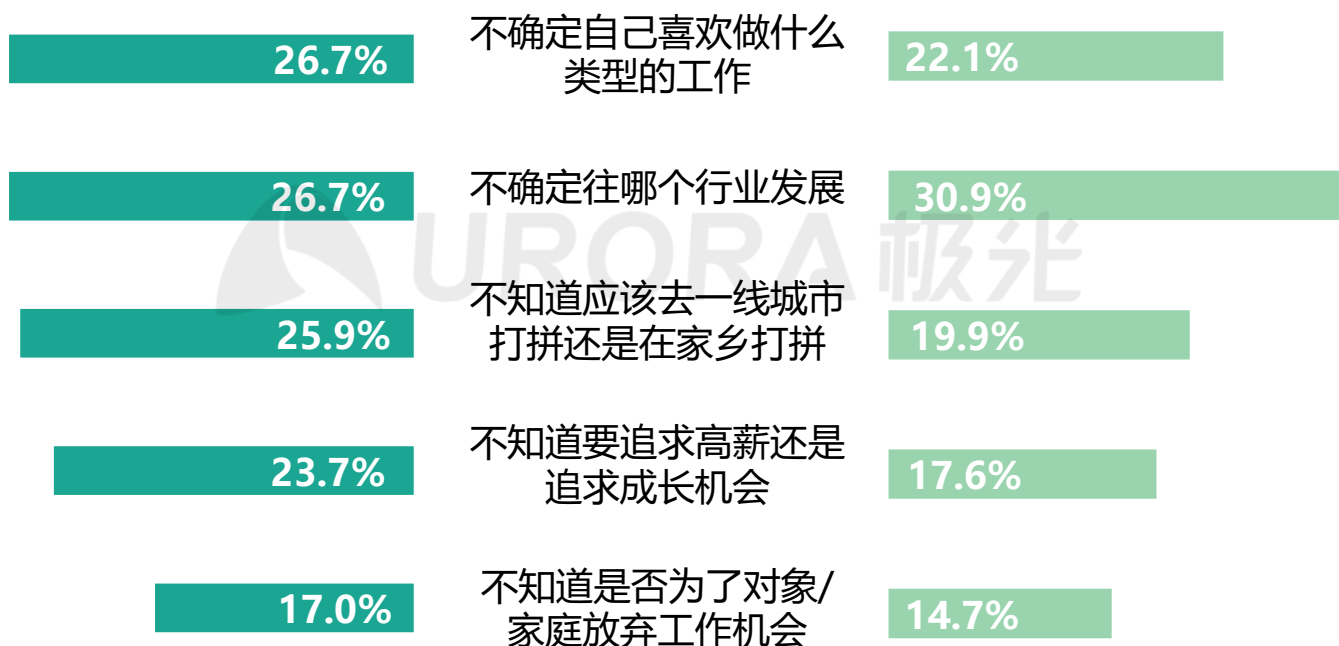 26.7%
不确定自己喜欢做什么
类型的工作
22.1%
26.7%
不确定往哪个行业发展
30.9%
URORA 极光
25.9%
不知道应该去一线城市
打拼还是在家乡打拼
19.9%
23.7%
不知道要追求高薪还是
追求成长机会
17.6%
17.0%
不知道是否为了对象/
家庭放弃工作机会
14.7%